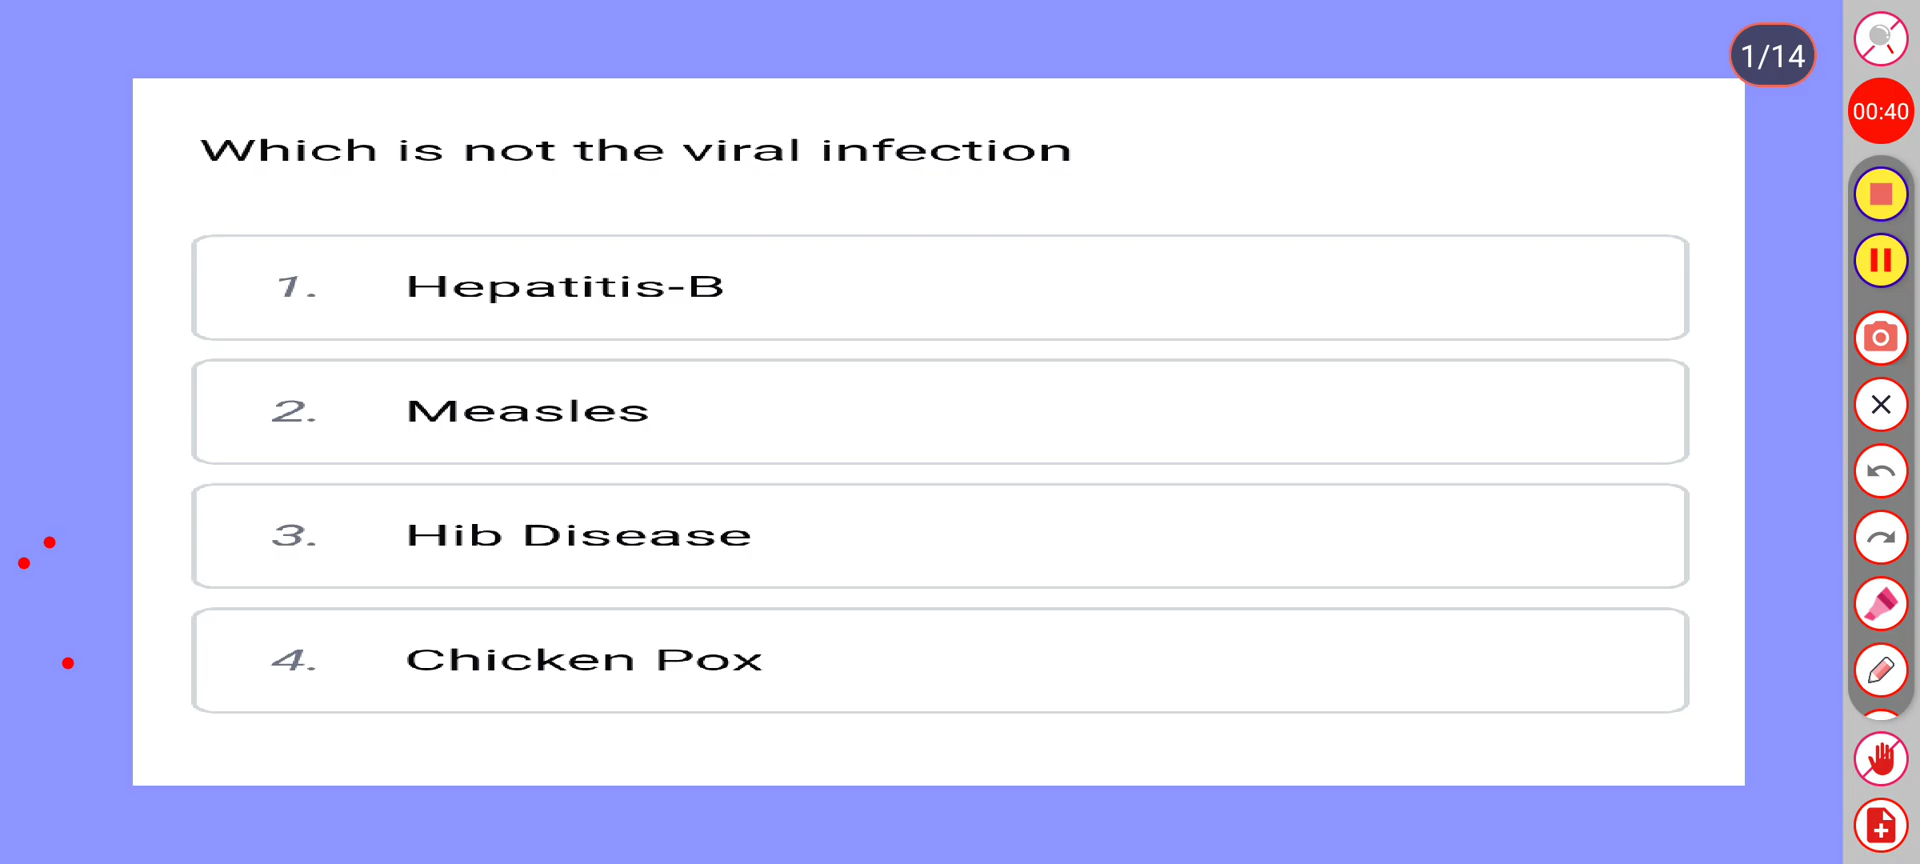 1/14
00:40
Which is not the viral infection
1. Hepatitis-B
2. Measles
3. Hib Disease
4. Chicken Pox